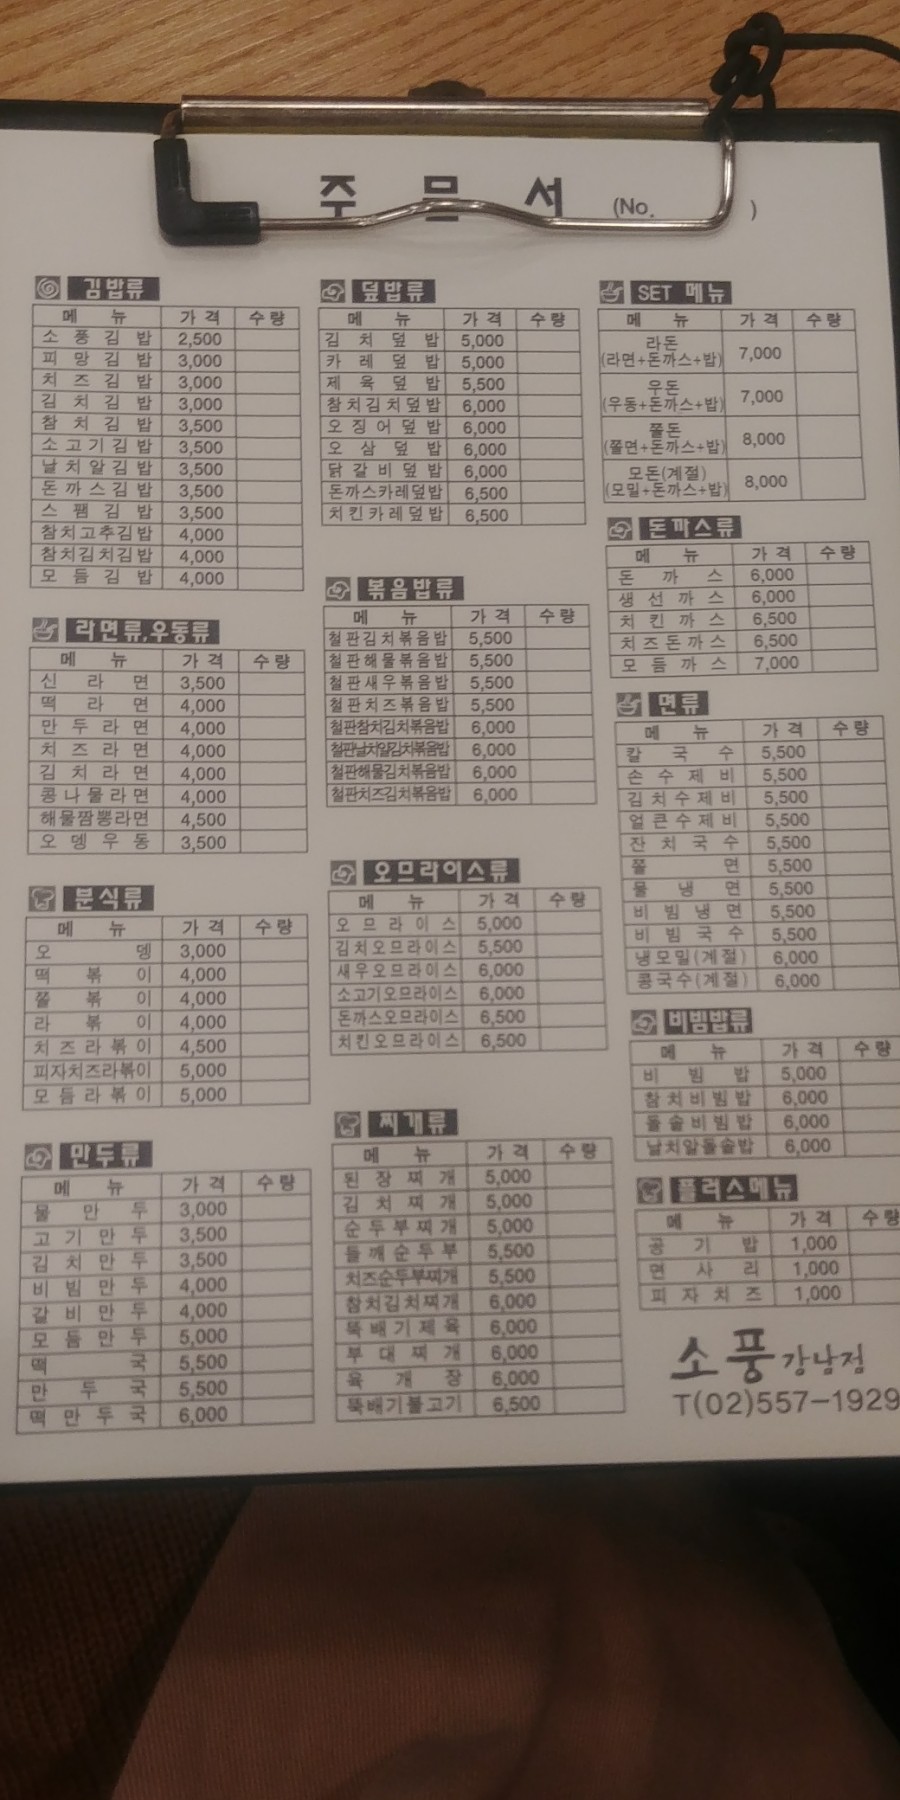 주 문 서 (No. )
김밥류
메 뉴 가 격 수 량
소 풍 김 밥 2,500
피 망 김 밥 3,000
치 즈 김 밥 3,000
김 치 김 밥 3,000
참 치 김 밥 3,500
소 고 기 김 밥 3,500
날 치 알 김 밥 3,500
돈 까 스 김 밥 3,500
스 팸 김 밥 3,500
참치고추김밥 4,000
참치김치김밥 4,000
모 듬 김 밥 4,000
라면류.우동류
메 뉴 가 격 수 량
신 라 면 3,500
떡 라 면 4,000
만 두 라 면 4,000
치 즈 라 면 4,000
김 치 라 면 4,000
콩 나 물 라 면 4,000
해물짬뽕라면 4,500
오 뎅 우 동 3,500
분식류
메 뉴 가 격 수 량
오 뎅 3,000
떡 볶 이 4,000
쫄 볶 이 4,000
라 볶 이 4,000
치 즈 라 볶 이 4,500
피자치즈라볶이 5,000
모 듬 라 볶 이 5,000
만두류
메 뉴 가 격 수 량
물 만 두 3,000
고 기 만 두 3,500
김 치 만 두 3,500
비 빔 만 두 4,000
갈 비 만 두 4,000
모 듬 만 두 5,000
떡 국 5,500
만 두 국 5,500
떡 만 두 국 6,000
덮밥류
메 뉴 가 격 수 량
김 치 덮 밥 5,000
카 레 덮 밥 5,000
제 육 덮 밥 5,500
참치김치덮밥 6,000
오 징 어 덮 밥 6,000
오 삼 덮 밥 6,000
닭 갈 비 덮 밥 6,000
돈까스카레덮밥 6,500
치킨카레덮밥 6,500
볶음밥류
메 뉴 가 격 수 량
철판김치볶음밥 5,500
철판해물볶음밥 5,500
철판새우볶음밥 5,500
철판치즈볶음밥 5,500
철판참치김치볶음밥 6,000
철판날치알김치볶음밥 6,000
철판해물김치볶음밥 6,000
철판치즈김치볶음밥 6,000
오므라이스류
메 뉴 가 격 수 량
오 므 라 이 스 5,000
김치오므라이스 5,500
새우오므라이스 6,000
소고기오므라이스 6,000
돈까스오므라이스 6,500
치킨오므라이스 6,500
찌개류
메 뉴 가 격 수 량
된 장 찌 개 5,000
김 치 찌 개 5,000
순 두 부 찌 개 5,000
들 깨 순 두 부 5,500
치즈순두부찌개 5,500
참치김치찌개 6,000
뚝 배 기 제 육 6,000
부 대 찌 개 6,000
육 개 장 6,000
뚝배기불고기 6,500
SET 메뉴
메 뉴 가 격 수 량
라돈
(라면+돈까스+밥) 7,000
우돈
(우동+돈까스+밥) 7,000
쫄돈
(쫄면+돈까스+밥) 8,000
모돈(계절)
(모밀+돈까스+밥) 8,000
돈까스류
메 뉴 가 격 수 량
돈 까 스 6,000
생 선 까 스 6,000
치 킨 까 스 6,500
치 즈 돈 까 스 6,500
모 듬 까 스 7,000
면류
메 뉴 가 격 수 량
칼 국 수 5,500
손 수 제 비 5,500
김 치 수 제 비 5,500
얼 큰 수 제 비 5,500
잔 치 국 수 5,500
쫄 면 5,500
물 냉 면 5,500
비 빔 냉 면 5,500
비 빔 국 수 5,500
냉모밀(계절) 6,000
콩국수(계절) 6,000
비빔밥류
메 뉴 가 격 수 량
비 빔 밥 5,000
참 치 비 빔 밥 6,000
돌 솥 비 빔 밥 6,000
날치알돌솥밥 6,000
플러스메뉴
메 뉴 가 격 수 량
공 기 밥 1,000
면 사 리 1,000
피 자 치 즈 1,000
소풍 강남점
T(02)557-1929